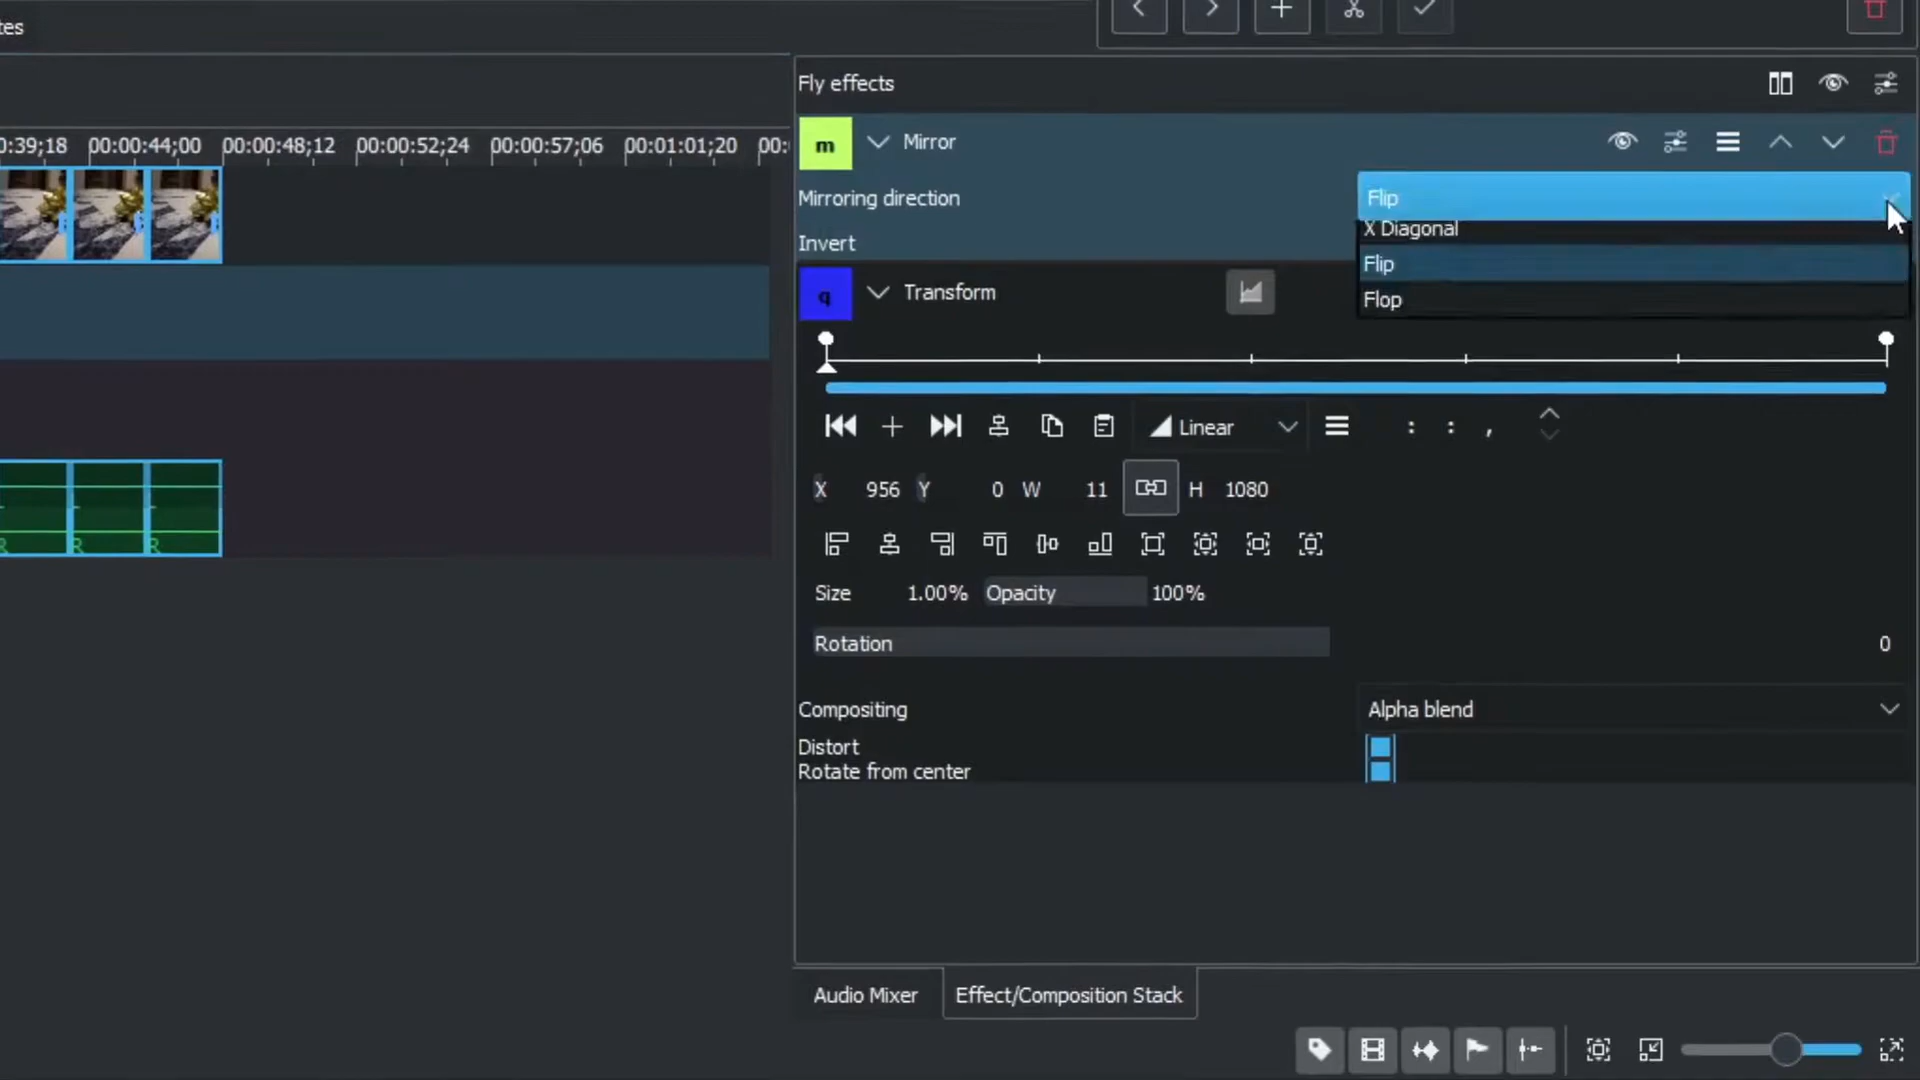 tes
0:39;18 00:00:44;00 00:00:48;12 00:00:52;24 00:00:57;06 00:01:01;20 00:
Fly effects
m Mirror
Mirroring direction Flip
X Diagonal
Invert
Flip
q Transform
Flop
Linear : : ,
X 956 Y 0 W 11 H 1080
Size 1.00% Opacity 100%
Rotation 0
Compositing Alpha blend
Distort
Rotate from center
R R R
Audio Mixer Effect/Composition Stack